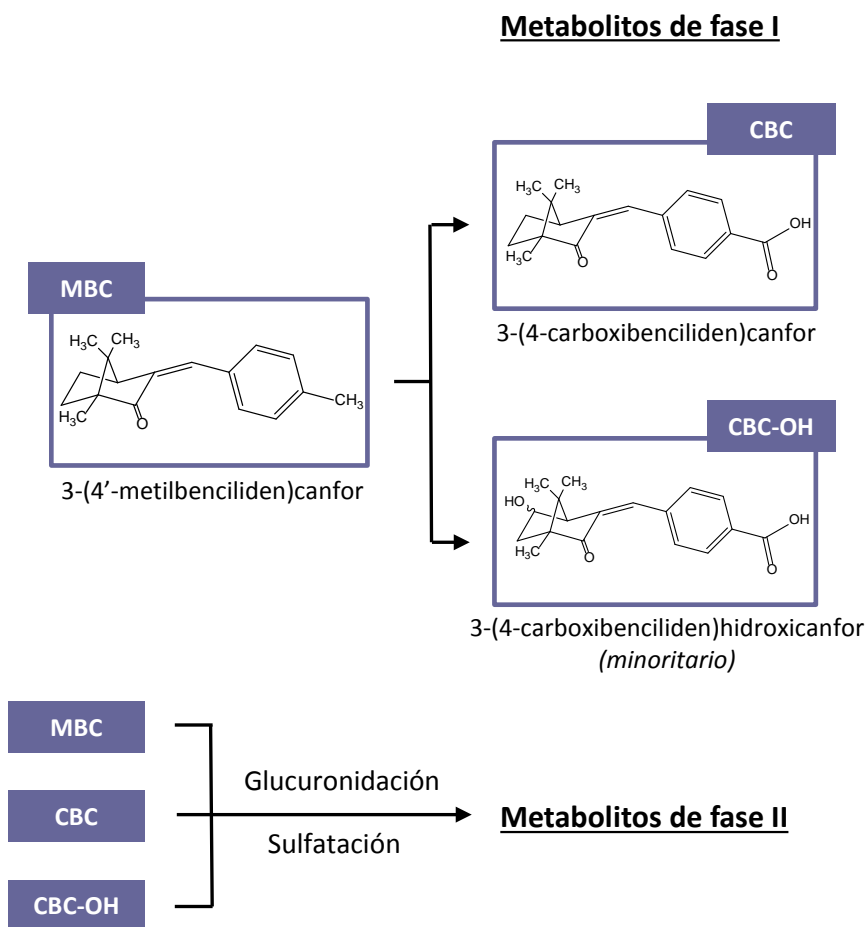 Metabolitos de fase I
CBC
H₃C
CH₃
H₃C
O
OH
O
3-(4-carboxibenciliden)canfor
MBC
H₃C
CH₃
H₃C
O
CH₃
3-(4'-metilbenciliden)canfor
CBC-OH
H₃C
CH₃
HO
H₃C
O
OH
O
3-(4-carboxibenciliden)hidroxicanfor
(minoritario)
MBC
CBC
CBC-OH
Glucuronidación
Sulfatación
Metabolitos de fase II